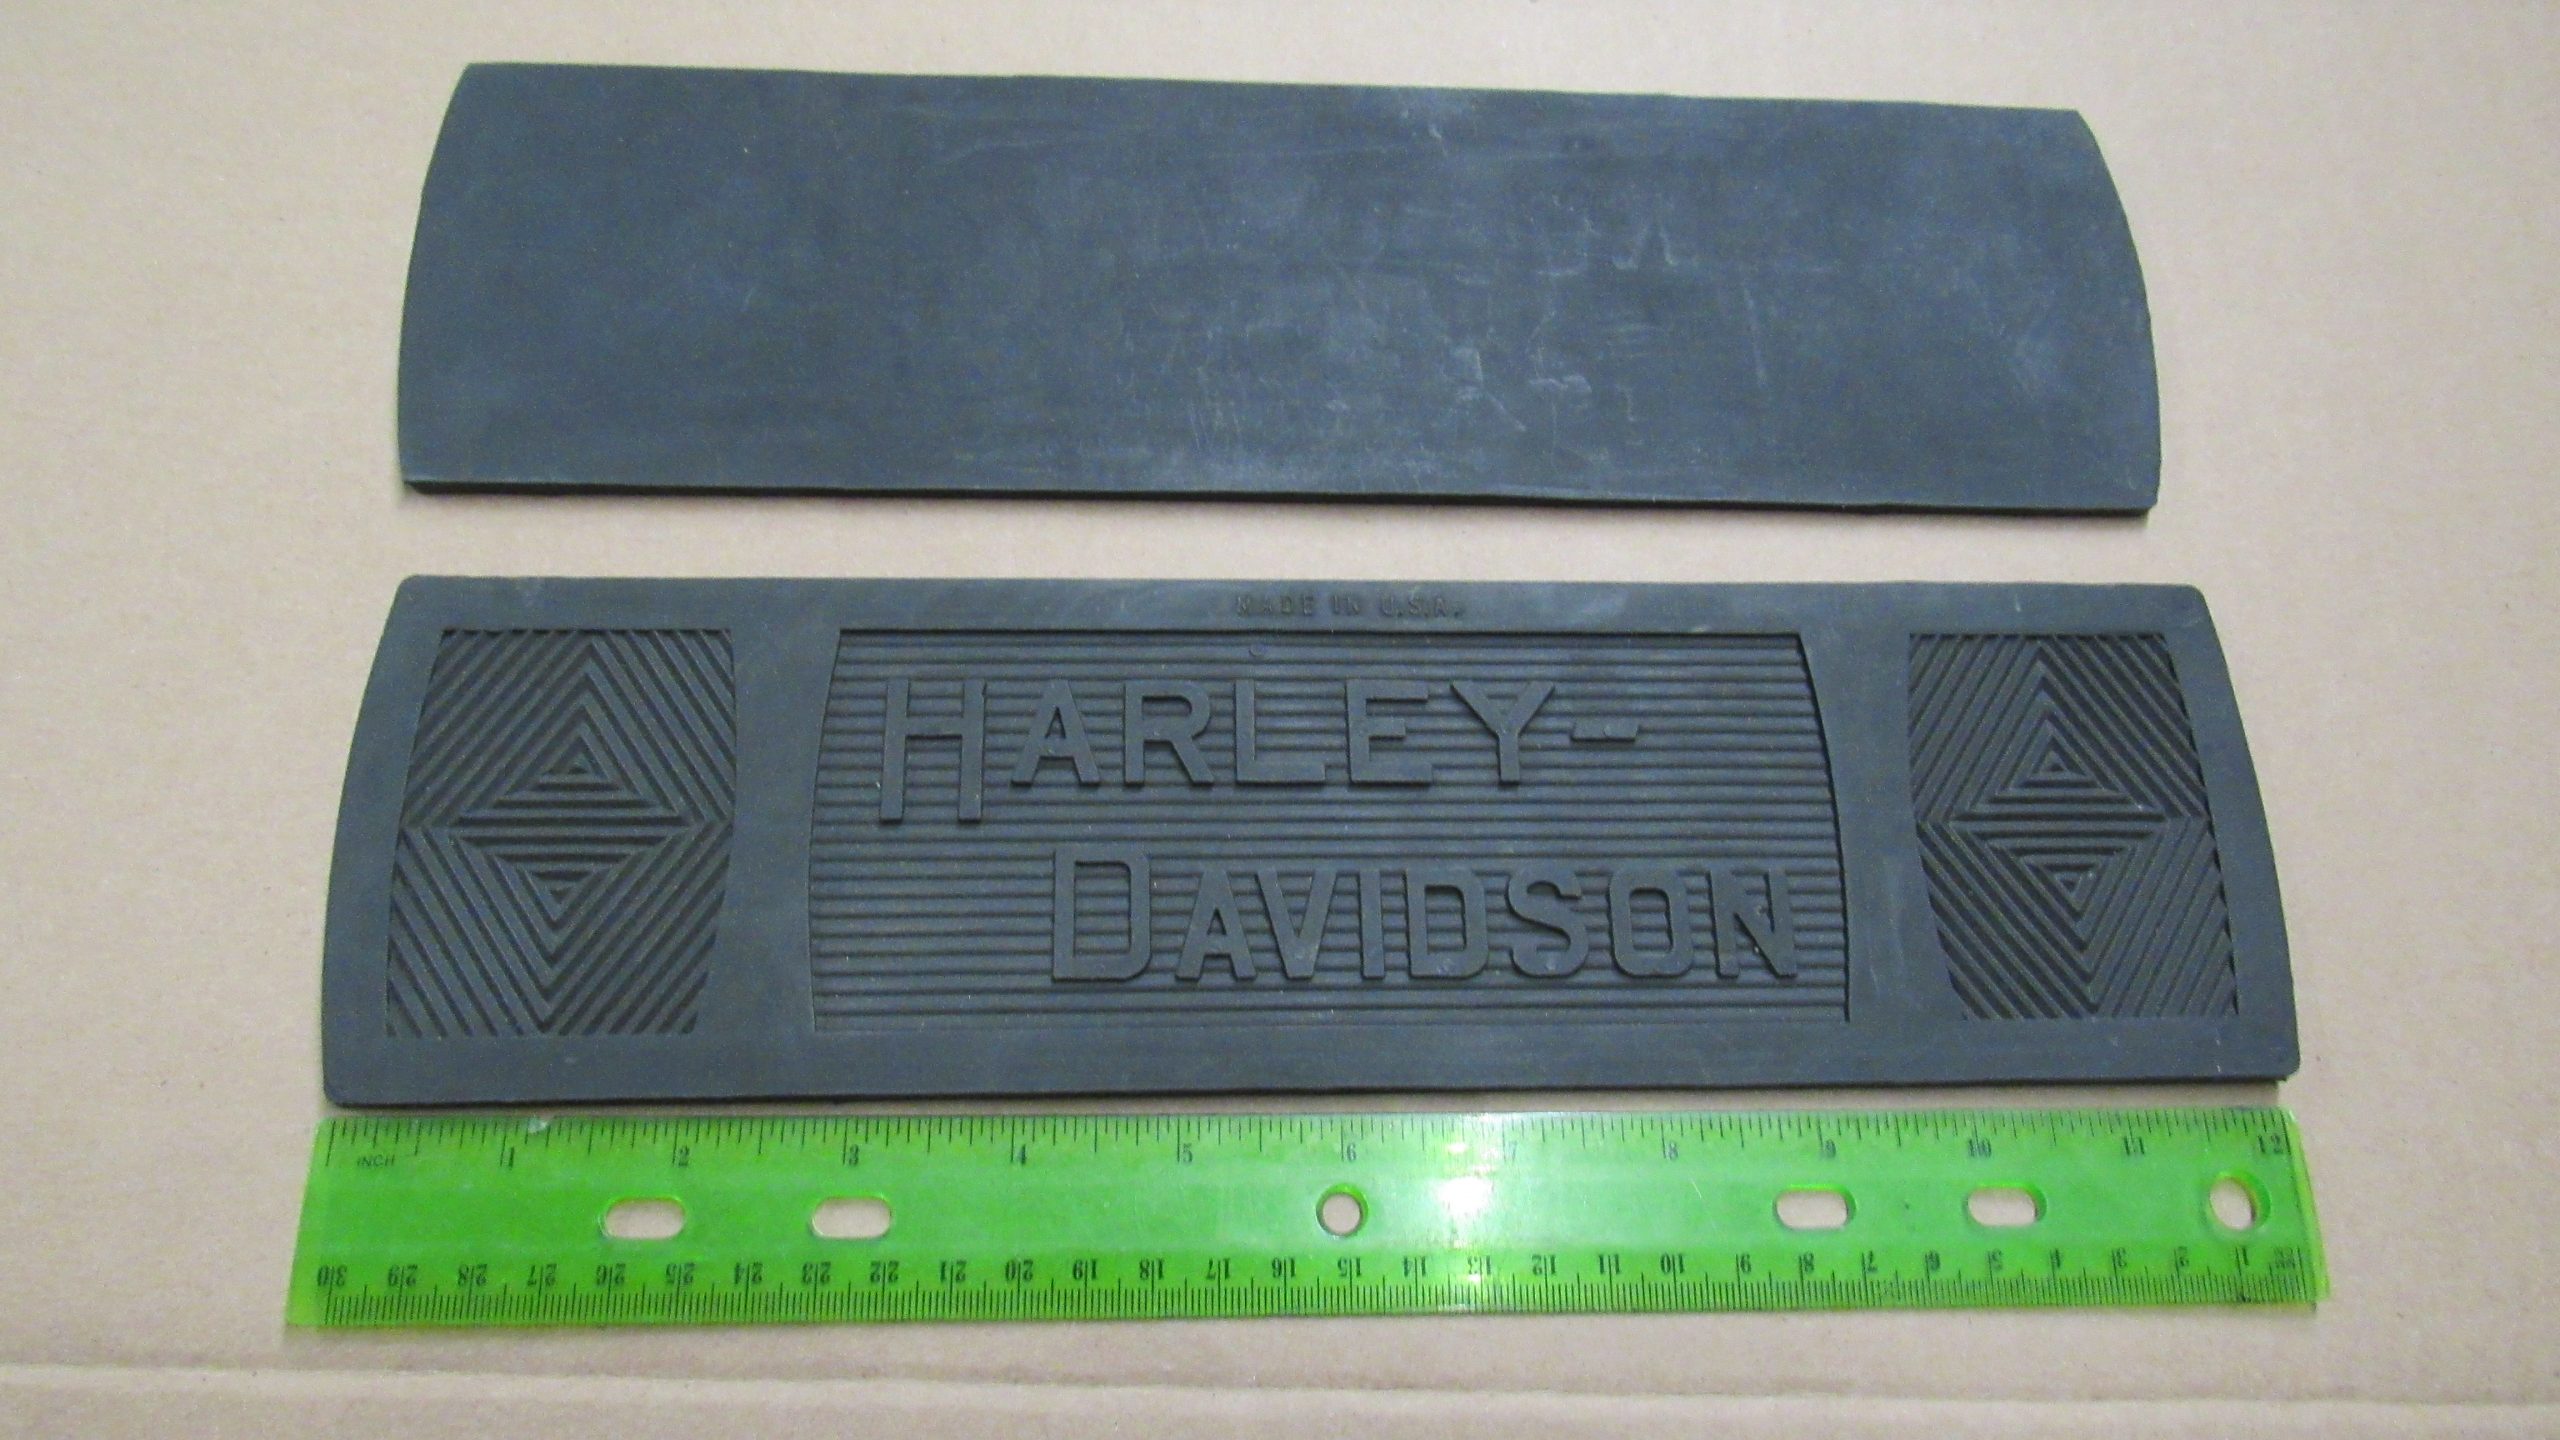 MADE IN U.S.A.
HARLEY-
DAVIDSON
INCH 1 2 3 4 5 6 7 8 9 10 11 12
30 29 28 27 26 25 24 23 22 21 20 19 18 17 16 15 14 13 12 11 10 9 8 7 6 5 4 3 2 1